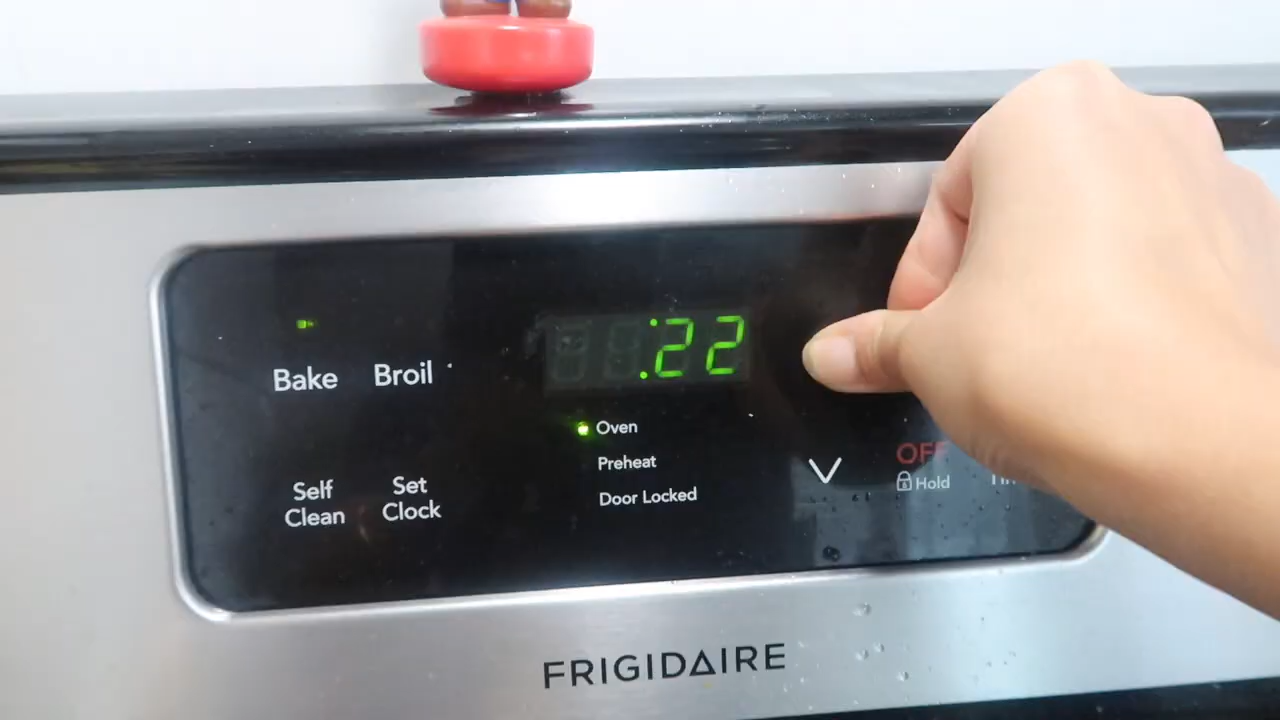 :22
Bake Broil
Oven
Preheat
Door Locked
Self
Clean
Set
Clock
OFF
Hold
FRIGIDAIRE